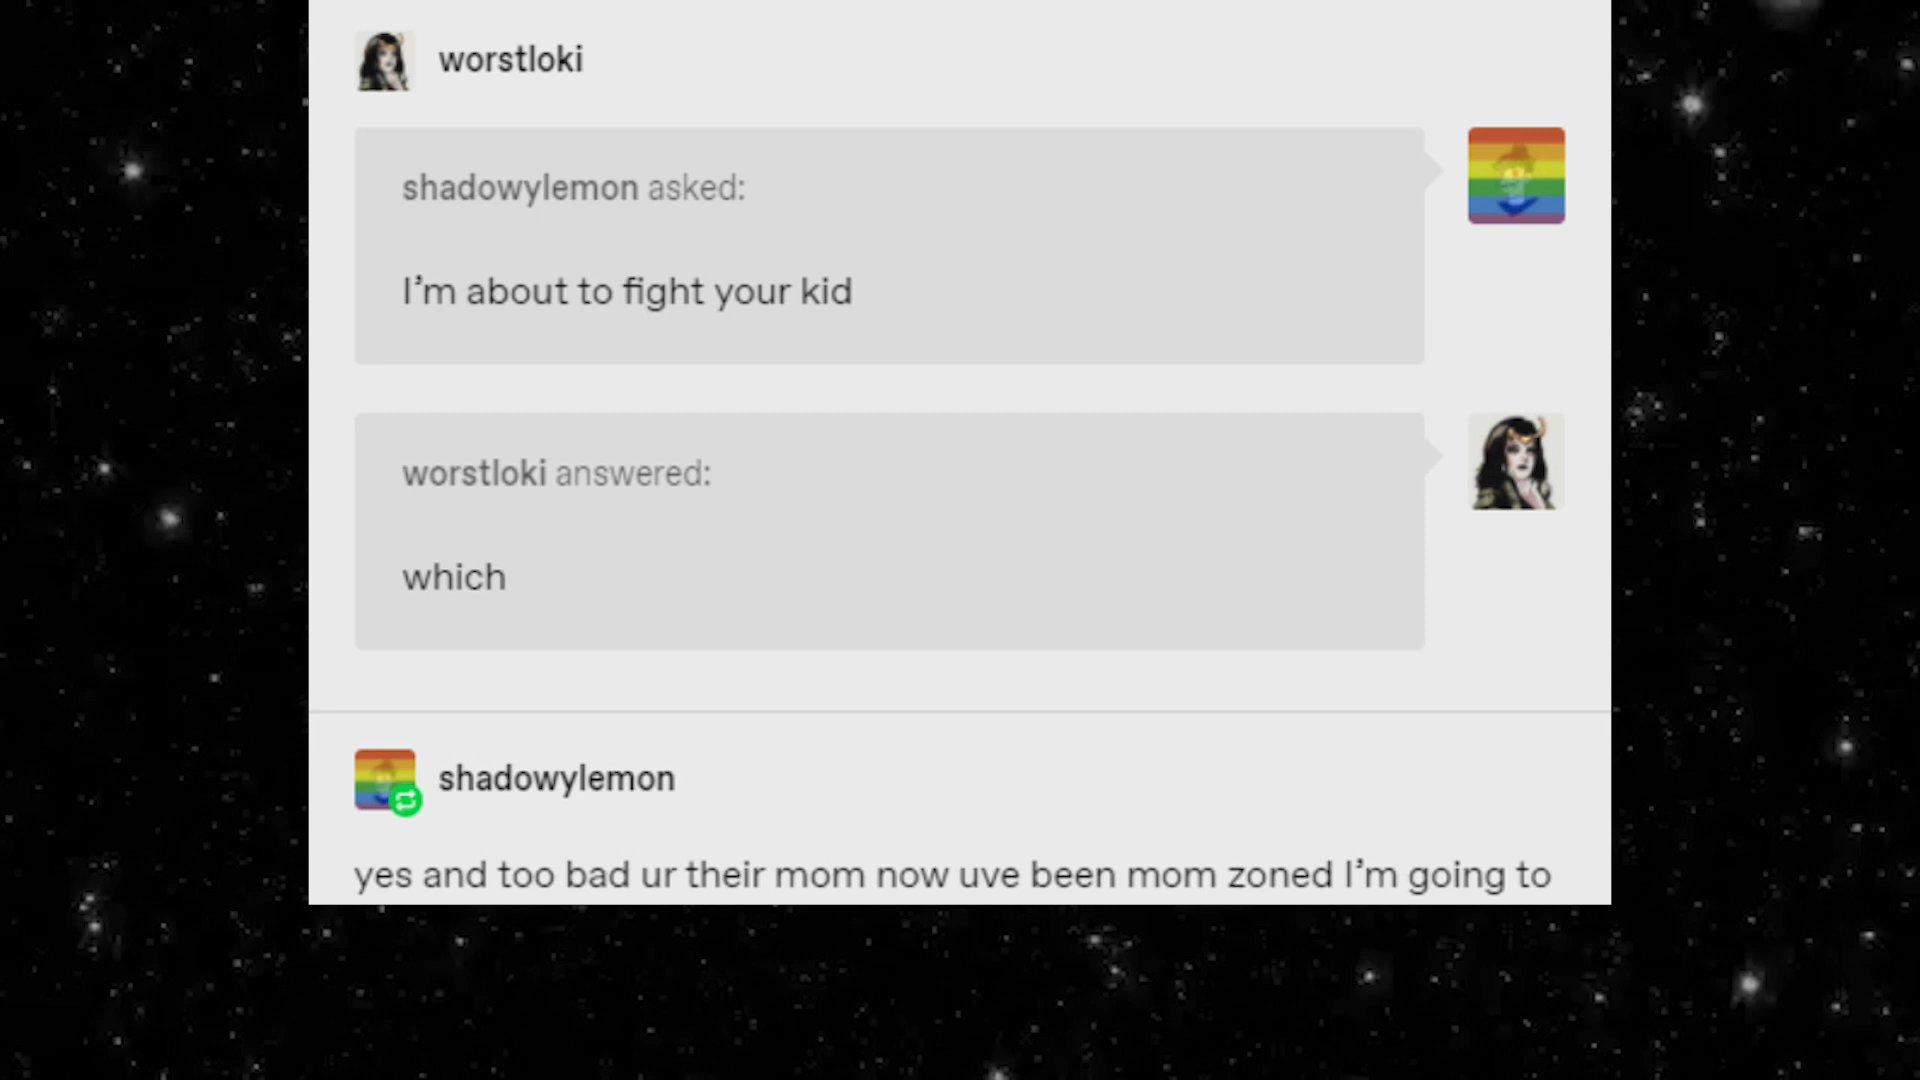 worstloki
shadowylemon asked:
I’m about to fight your kid
worstloki answered:
which
shadowylemon
yes and too bad ur their mom now uve been mom zoned I’m going to